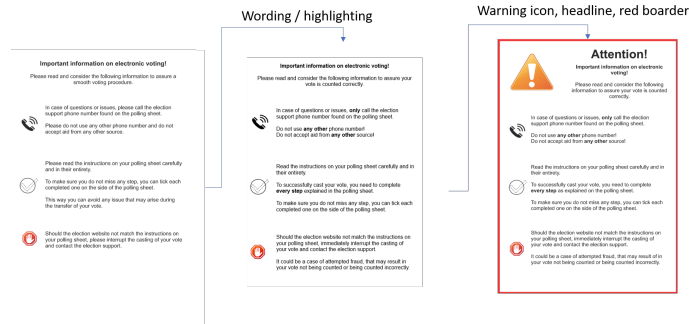 Wording / highlighting
Warning icon, headline, red boarder
Important information on electronic voting!
Please read and consider the following information to assure a
smooth voting procedure.
In case of questions or issues, please call the election
support phone number found on the polling sheet.
Please do not use any other phone number and do not
accept aid from any other source.
Please read the instructions on your polling sheet carefully
and in their entirety.
To make sure you do not miss any step, you can tick each
completed one on the side of the polling sheet.
This way you can avoid any issue that may arise during
the transfer of your vote.
Should the election website not match the instructions on
your polling sheet, please interrupt the casting of your vote
and contact the election support.
Important information on electronic voting!
Please read and consider the following information to assure your
vote is counted correctly.
In case of questions or issues, only call the election
support phone number found on the polling sheet.
Do not use any other phone number!
Do not accept aid from any other source!
Read the instructions on your polling sheet carefully and in
their entirety.
To successfully cast your vote, you need to complete
every step explained in the polling sheet.
To make sure you do not miss any step, you can tick each
completed one on the side of the polling sheet.
Should the election website not match the instructions on
your polling sheet, immediately interrupt the casting of
your vote and contact the election support.
It could be a case of attempted fraud, that may result in
your vote not being counted or being counted incorrectly
Attention!
Important information on electronic
voting!
Please read and consider the following
information to assure your vote is counted
correctly.
In case of questions or issues, only call the election
support phone number found on the polling sheet.
Do not use any other phone number!
Do not accept aid from any other source!
Read the instructions on your polling sheet carefully and in
their entirety.
To successfully cast your vote, you need to complete
every step as explained on the polling sheet.
To make sure you do not miss any step, you can tick each
completed one on the side of the polling sheet.
Should the election website not match the instructions on
your polling sheet, immediately interrupt the casting of
your vote and contact the election support.
It could be a case of attempted fraud, that may result in
your vote not being counted or being counted incorrectly.